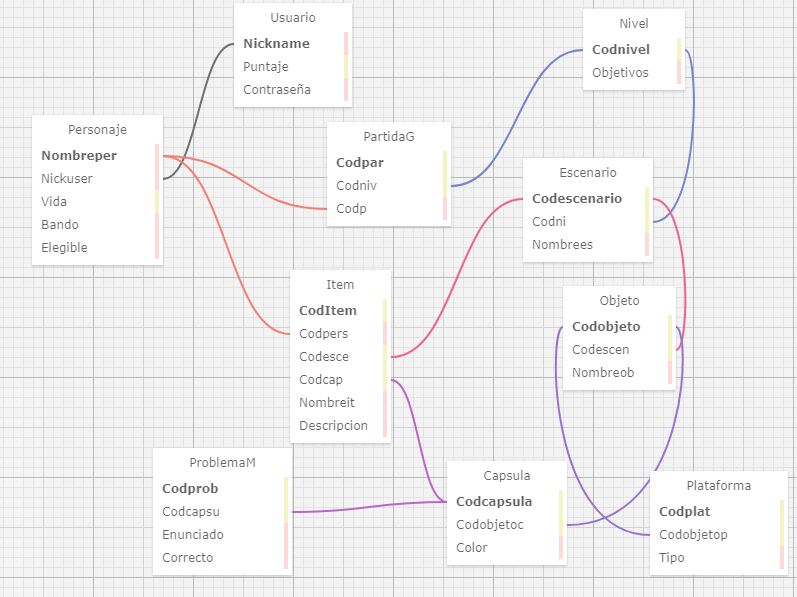 Usuario
Nickname
Puntaje
Contraseña
Nivel
Codnivel
Objetivos
Personaje
Nombreper
Nickuser
Vida
Bando
Elegible
PartidaG
Codpar
Codniv
Codp
Escenario
Codescenario
Codni
Nombrees
Item
CodItem
Codpers
Codesce
Codcap
Nombreit
Descripcion
Objeto
Codobjeto
Codescen
Nombreob
ProblemaM
Codprob
Codcapsu
Enunciado
Correcto
Capsula
Codcapsula
Codobjetoc
Color
Plataforma
Codplat
Codobjetop
Tipo